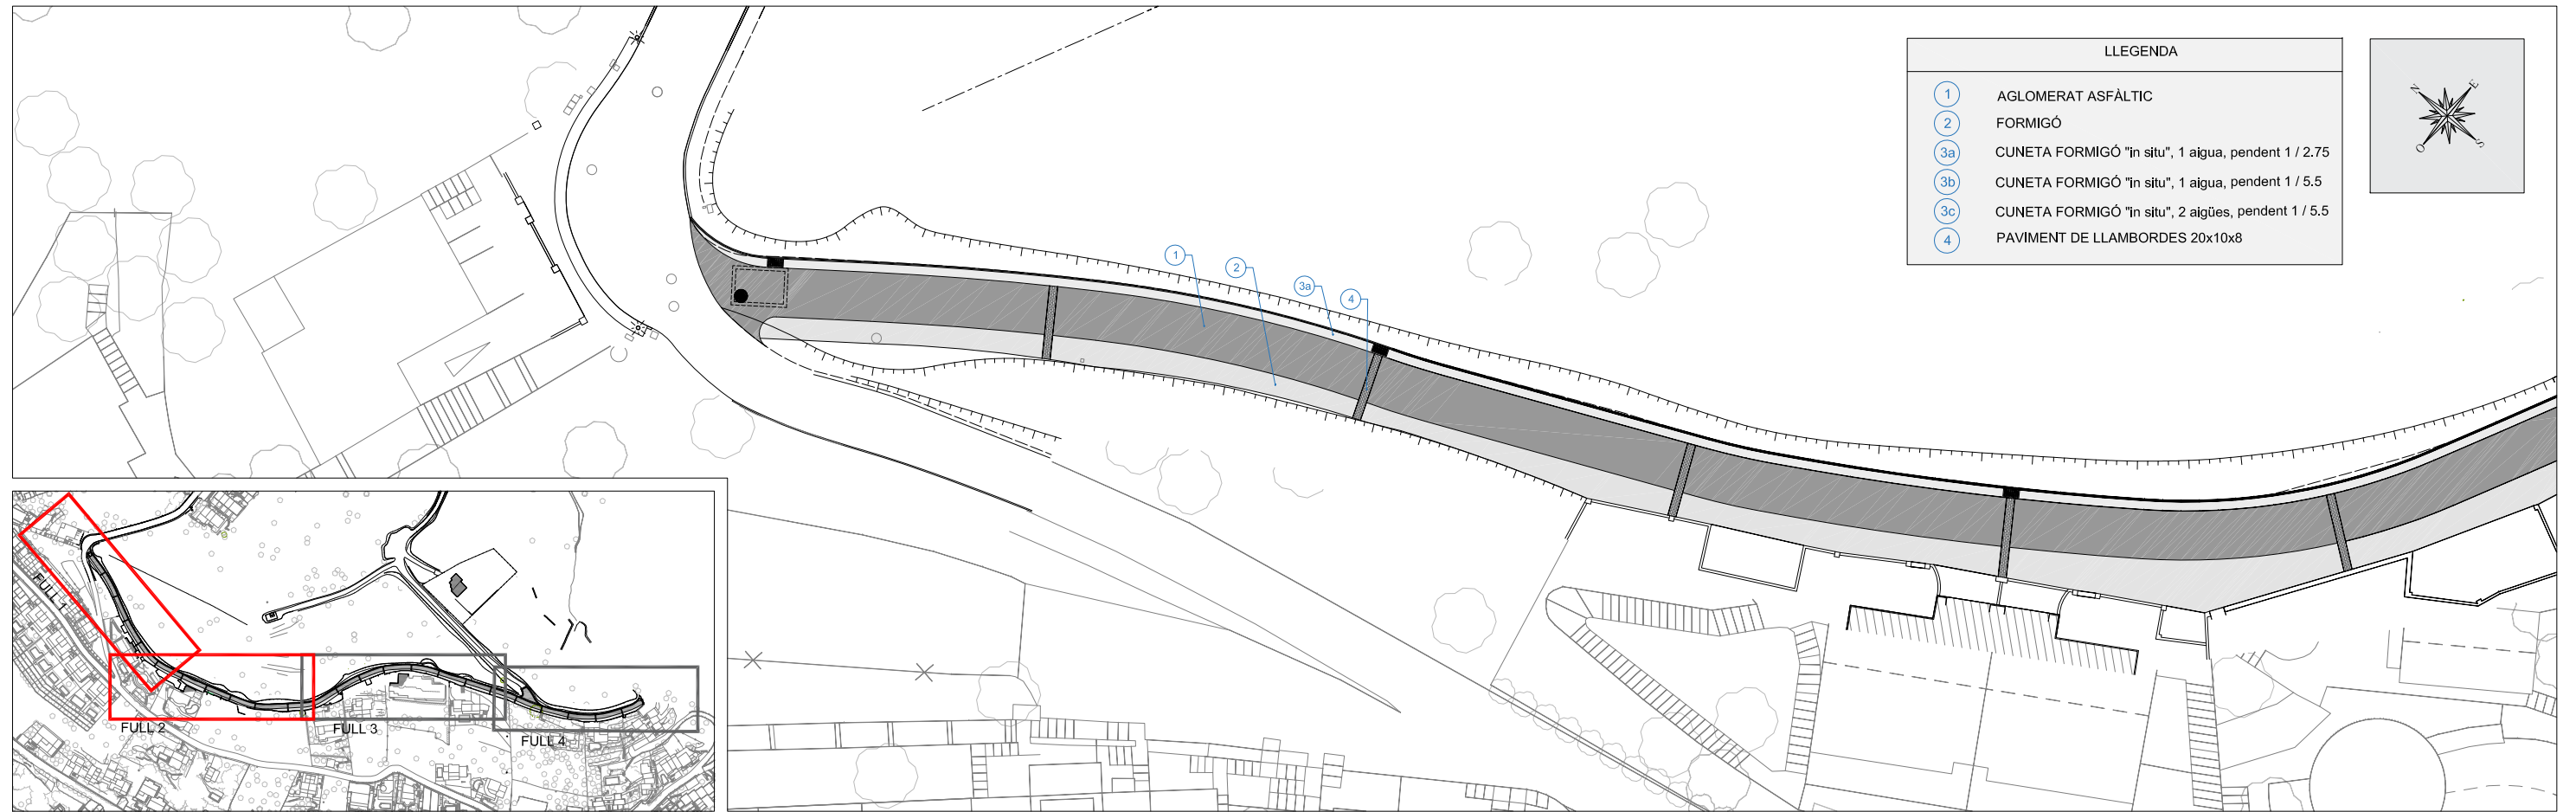 LLEGENDA
1 AGLOMERAT ASFÀLTIC
2 FORMIGÓ
3a CUNETA FORMIGÓ "in situ", 1 aigua, pendent 1 / 2.75
3b CUNETA FORMIGÓ "in situ", 1 aigua, pendent 1 / 5.5
3c CUNETA FORMIGÓ "in situ", 2 aigües, pendent 1 / 5.5
4 PAVIMENT DE LLAMBORDES 20x10x8
N
E
O
S
1
2
3a
4
FULL 1
FULL 2
FULL 3
FULL 4